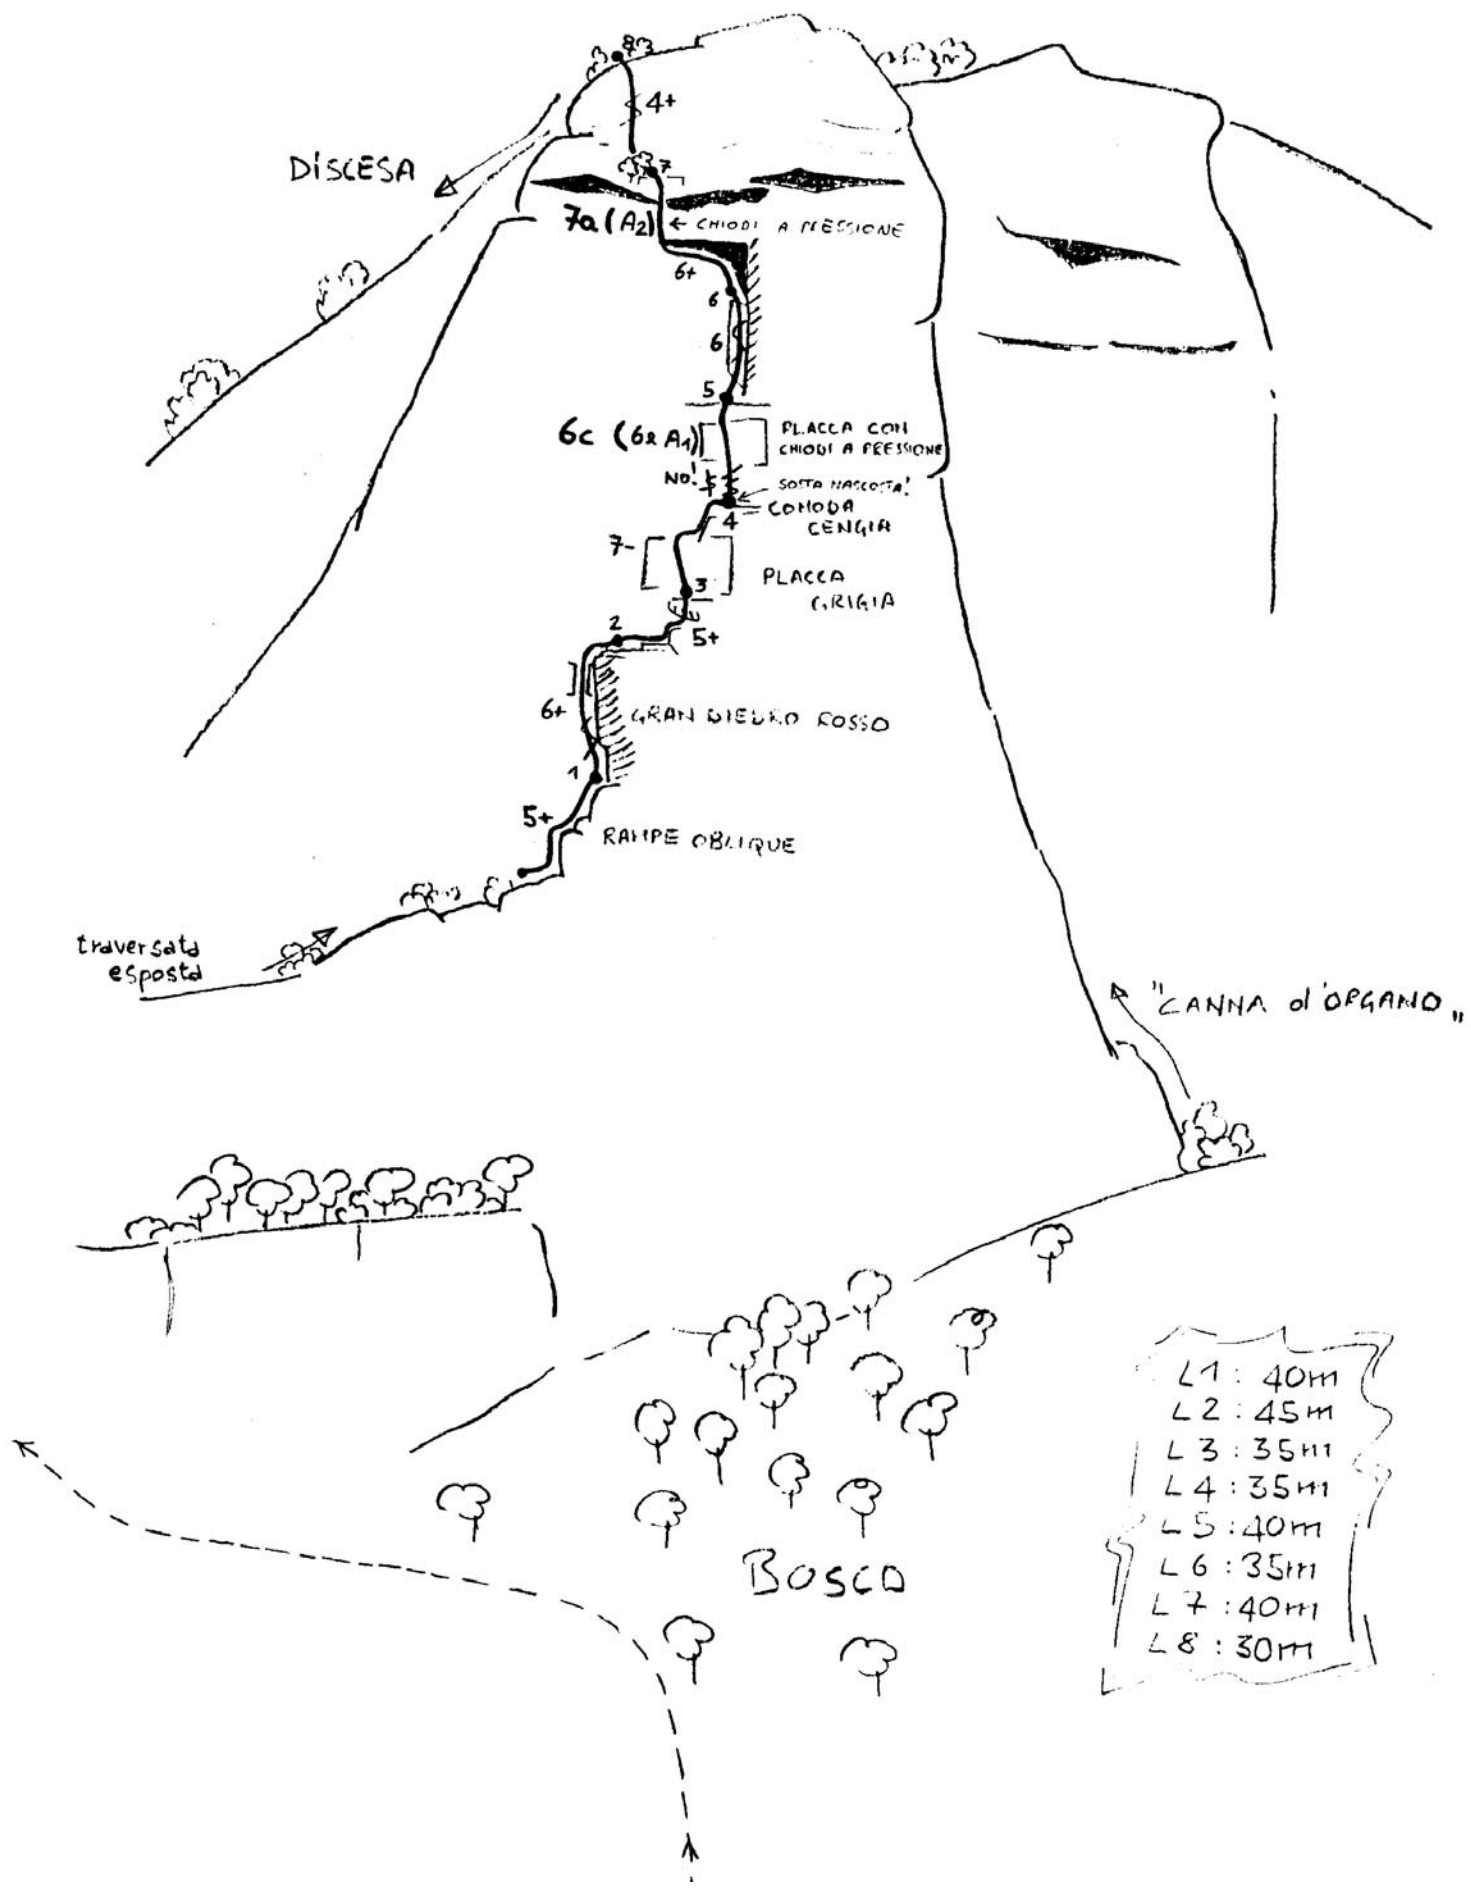 8
4+
DISCESA
7
7a (A2)
← CHIODI A PRESSIONE
6+
6
6
5
6c (6a A1)
PLACCA CON
CHIODI A PRESSIONE
NO!
SOSTA NASCOSTA!
4
COMODA
CENGIA
7-
3
PLACCA
GRIGIA
2
5+
6+
GRAN DIEDRO ROSSO
1
5+
RAMPE OBLIQUE
traversata
esposta
"CANNA d'ORGANO"
BOSCO
L1 : 40m
L2 : 45m
L3 : 35m
L4 : 35m
L5 : 40m
L6 : 35m
L7 : 40m
L8 : 30m